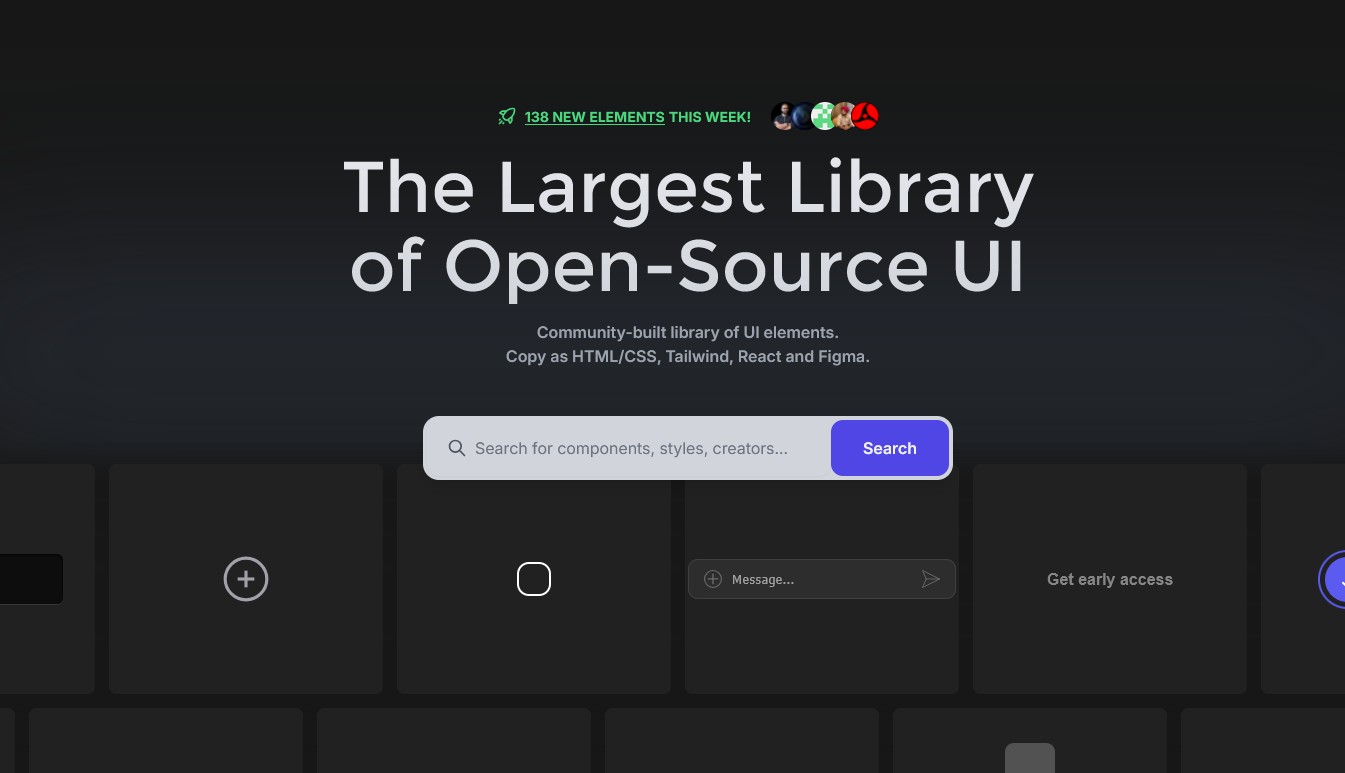 138 NEW ELEMENTS THIS WEEK!
The Largest Library
of Open-Source UI
Community-built library of UI elements.
Copy as HTML/CSS, Tailwind, React and Figma.
Search for components, styles, creators...
Search
Message...
Get early access